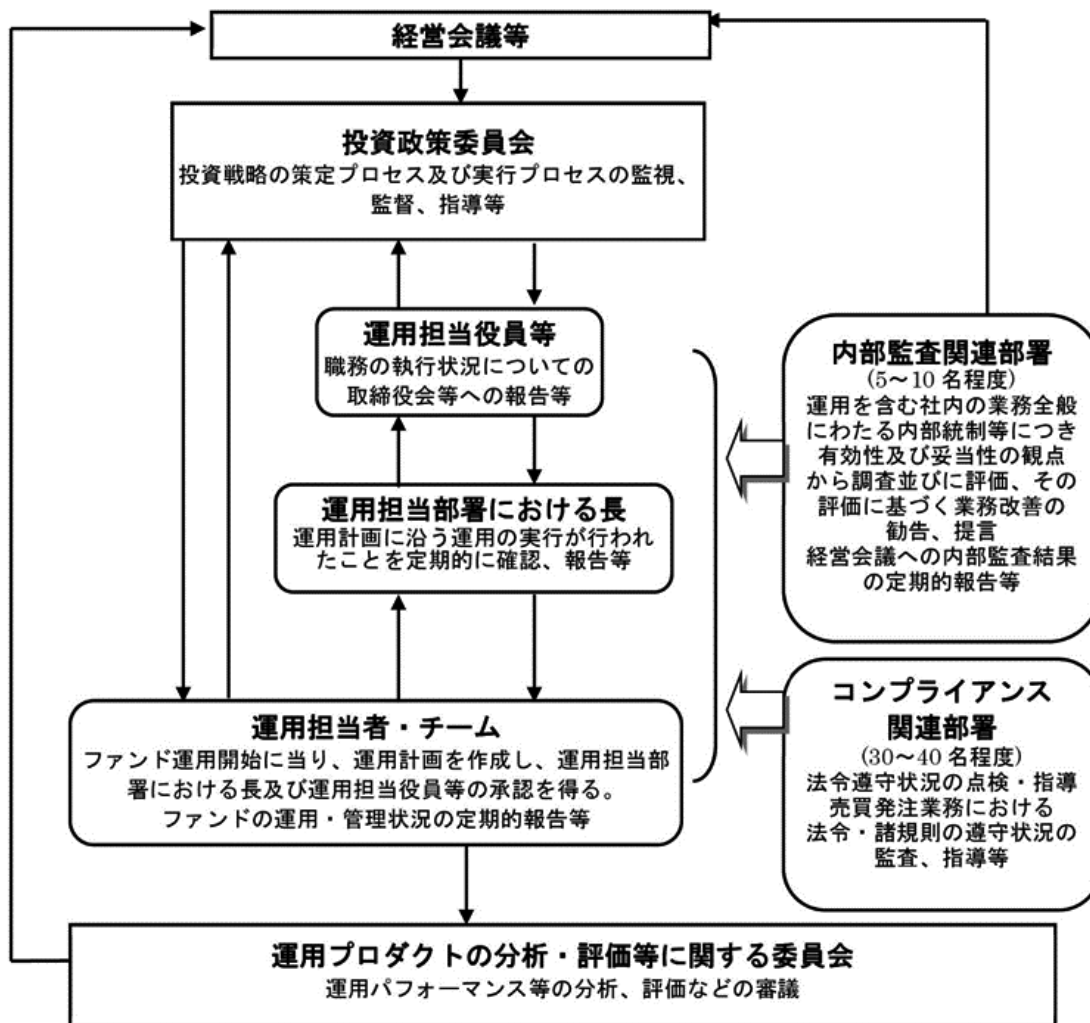 経営会議等
投資政策委員会
投資戦略の策定プロセス及び実行プロセスの監視、
監督、指導等
運用担当役員等
職務の執行状況についての
取締役会等への報告等
運用担当部署における長
運用計画に沿う運用の実行が行われ
たことを定期的に確認、報告等
運用担当者・チーム
ファンド運用開始に当り、運用計画を作成し、運用担当部
署における長及び運用担当役員等の承認を得る。
ファンドの運用・管理状況の定期的報告等
内部監査関連部署
(5～10 名程度)
運用を含む社内の業務全般
にわたる内部統制等につき
有効性及び妥当性の観点
から調査並びに評価、その
評価に基づく業務改善の
勧告、提言
経営会議への内部監査結果
の定期的報告等
コンプライアンス
関連部署
(30～40 名程度)
法令遵守状況の点検・指導
売買発注業務における
法令・諸規則の遵守状況の
監査、指導等
運用プロダクトの分析・評価等に関する委員会
運用パフォーマンス等の分析、評価などの審議